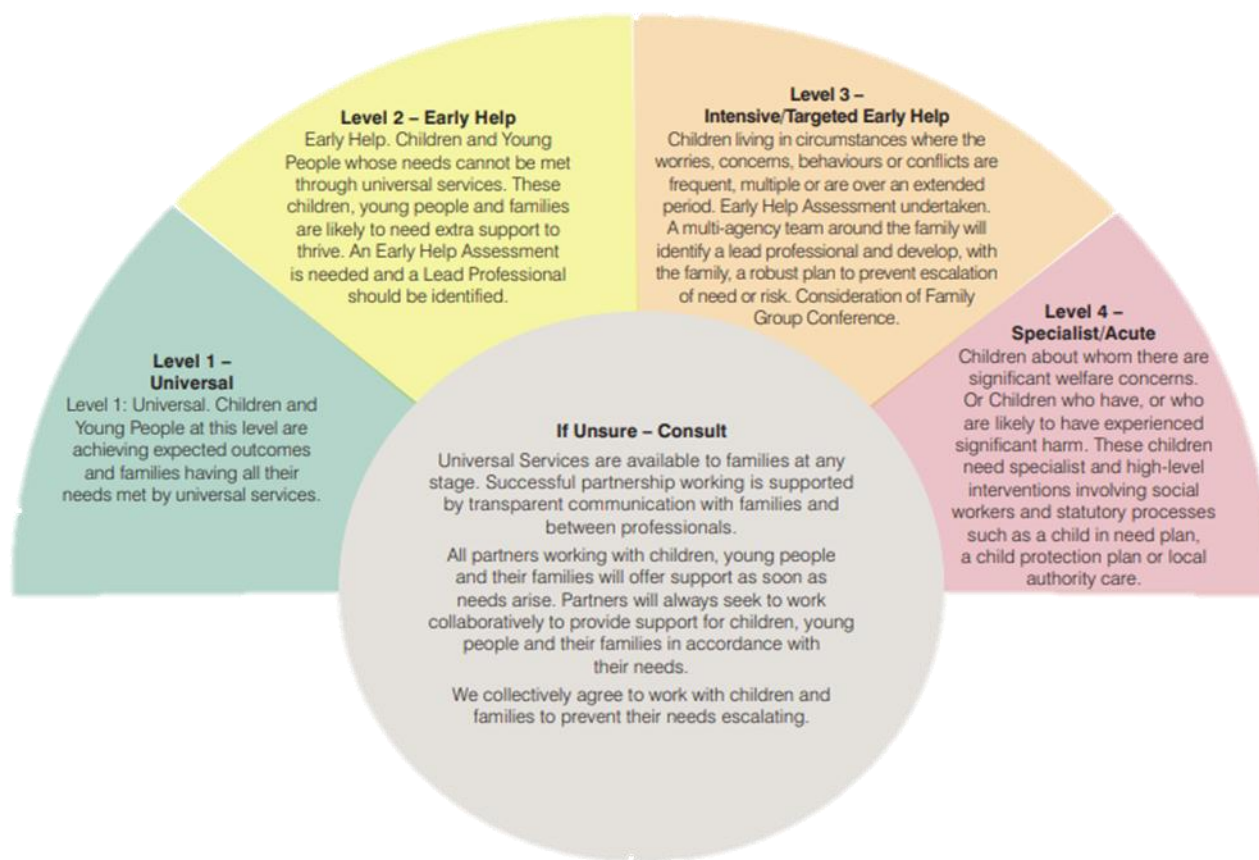 Level 1 –
Universal
Level 1: Universal. Children and
Young People at this level are
achieving expected outcomes
and families having all their
needs met by universal services.
Level 2 – Early Help
Early Help. Children and Young
People whose needs cannot be met
through universal services. These
children, young people and families
are likely to need extra support to
thrive. An Early Help Assessment
is needed and a Lead Professional
should be identified.
Level 3 –
Intensive/Targeted Early Help
Children living in circumstances where the
worries, concerns, behaviours or conflicts are
frequent, multiple or are over an extended
period. Early Help Assessment undertaken.
A multi-agency team around the family will
identify a lead professional and develop, with
the family, a robust plan to prevent escalation
of need or risk. Consideration of Family
Group Conference.
Level 4 –
Specialist/Acute
Children about whom there are
significant welfare concerns.
Or Children who have, or who
are likely to have experienced
significant harm. These children
need specialist and high-level
interventions involving social
workers and statutory processes
such as a child in need plan,
a child protection plan or local
authority care.
If Unsure – Consult
Universal Services are available to families at any
stage. Successful partnership working is supported
by transparent communication with families and
between professionals.
All partners working with children, young people
and their families will offer support as soon as
needs arise. Partners will always seek to work
collaboratively to provide support for children, young
people and their families in accordance with
their needs.
We collectively agree to work with children and
families to prevent their needs escalating.